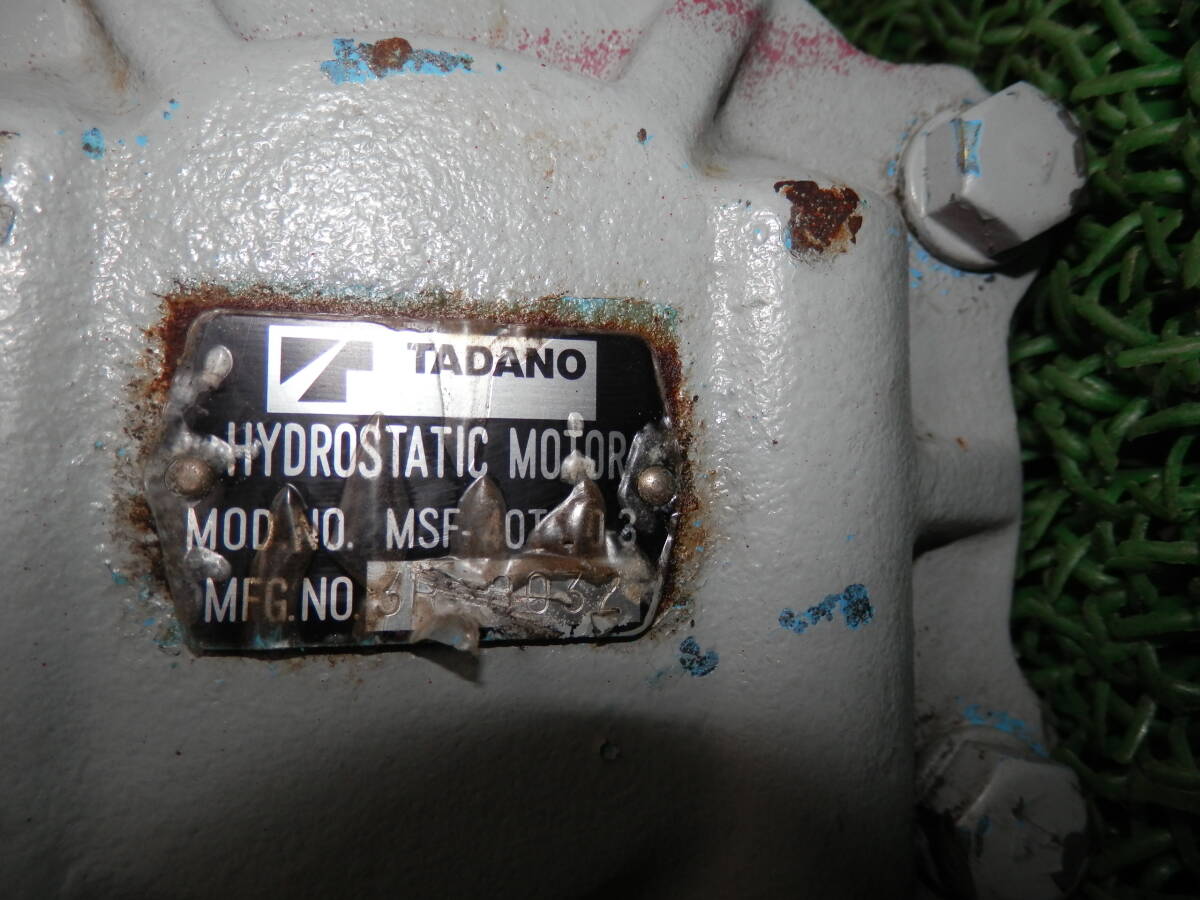 TADANO
HYDROSTATIC MOTOR
MOD NO.
MFG.NO.